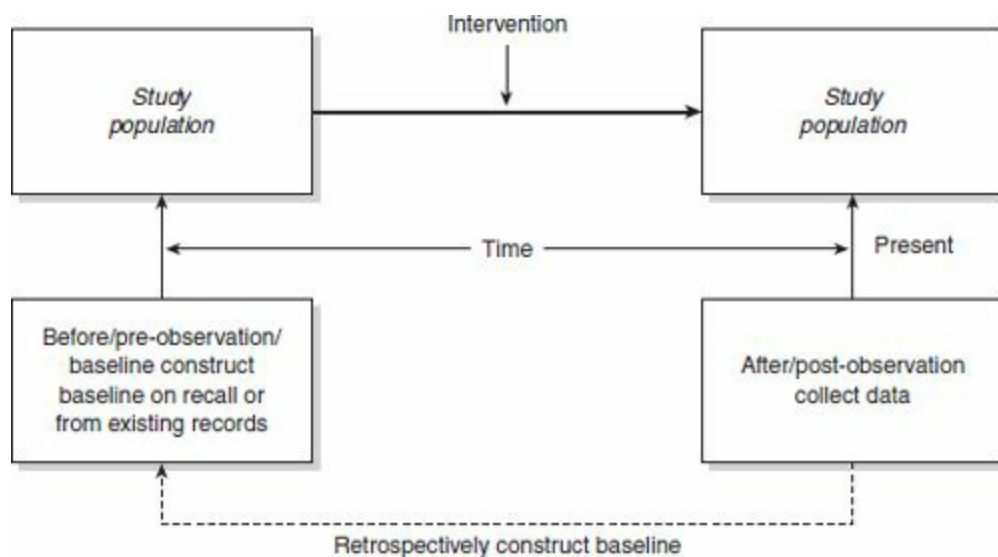 Intervention
Study
population
Study
population
Time
Present
Before/pre-observation/
baseline construct
baseline on recall or
from existing records
After/post-observation
collect data
Retrospectively construct baseline